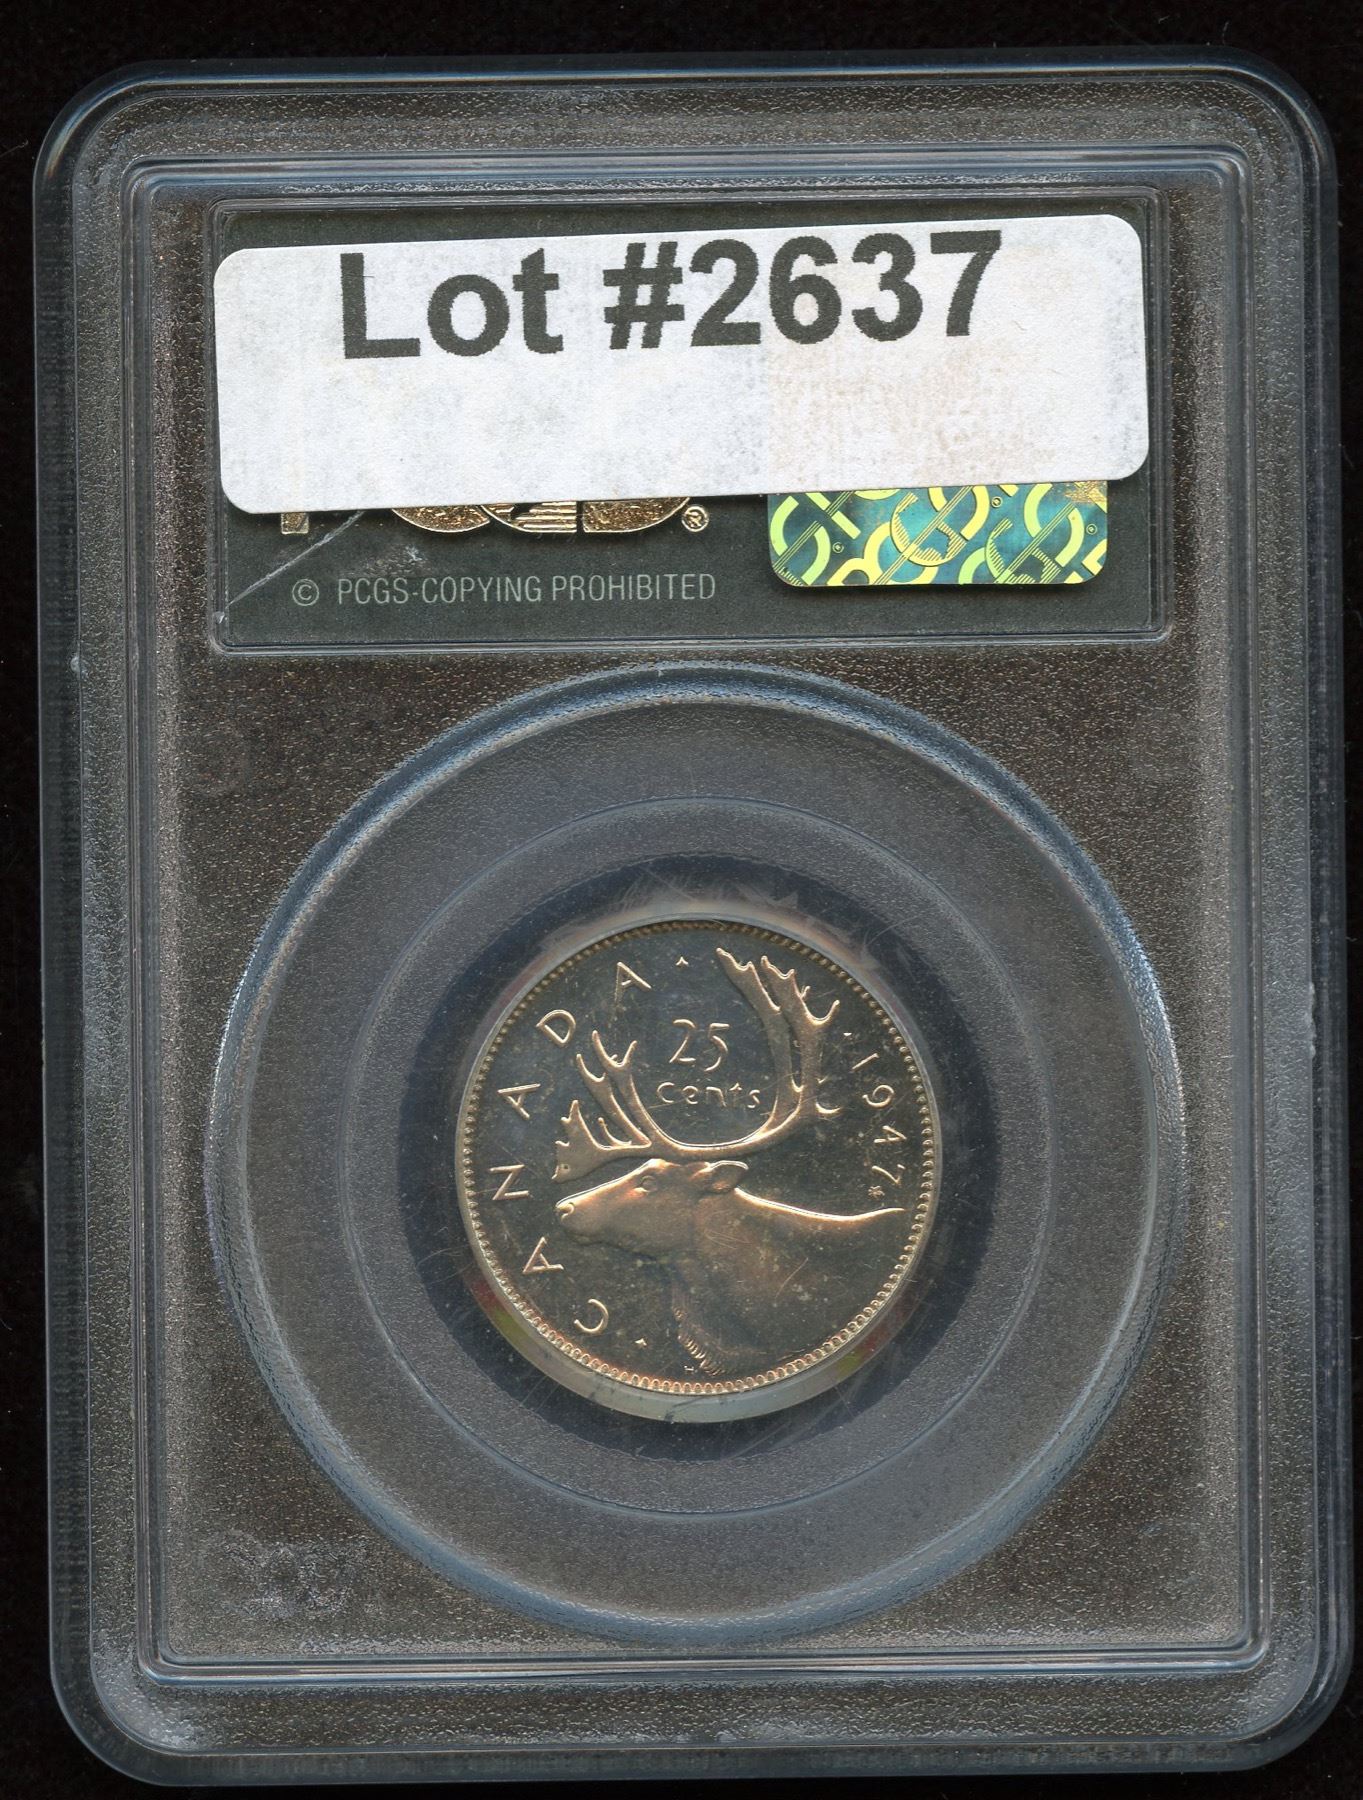 Lot #2637
® 
© PCGS-COPYING PROHIBITED
CANADA
25
cents
1947
H